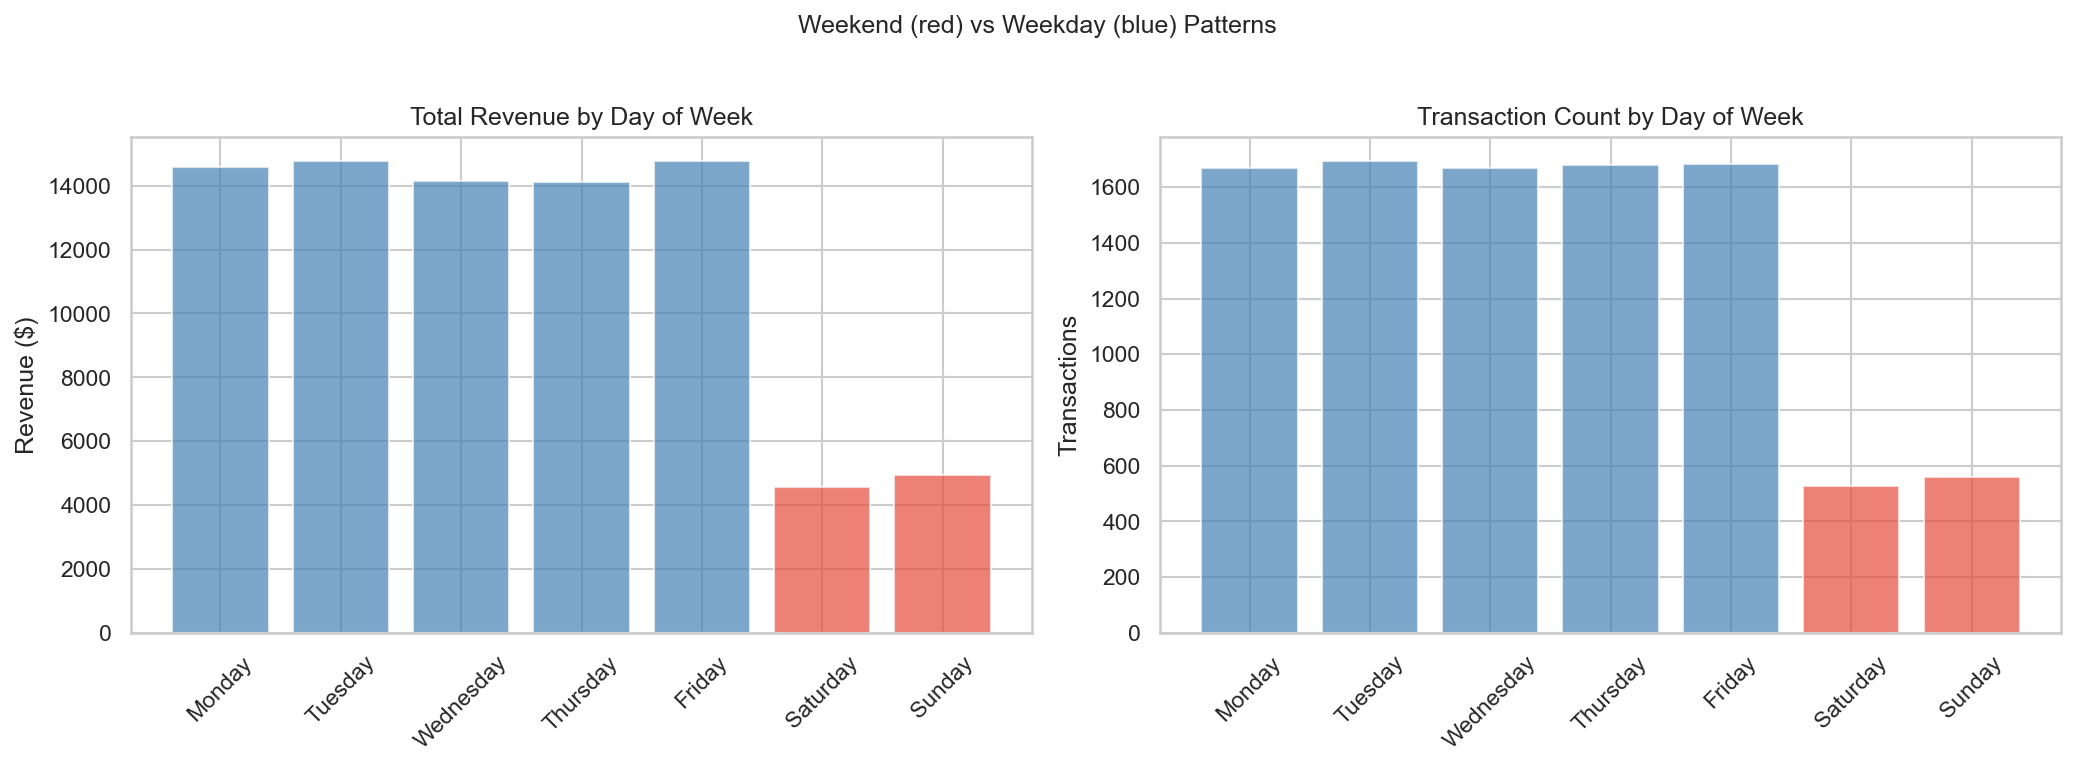 Weekend (red) vs Weekday (blue) Patterns
Total Revenue by Day of Week
Revenue ($)
14000
12000
10000
8000
6000
4000
2000
0
Monday
Tuesday
Wednesday
Thursday
Friday
Saturday
Sunday
Transaction Count by Day of Week
Transactions
1600
1400
1200
1000
800
600
400
200
0
Monday
Tuesday
Wednesday
Thursday
Friday
Saturday
Sunday